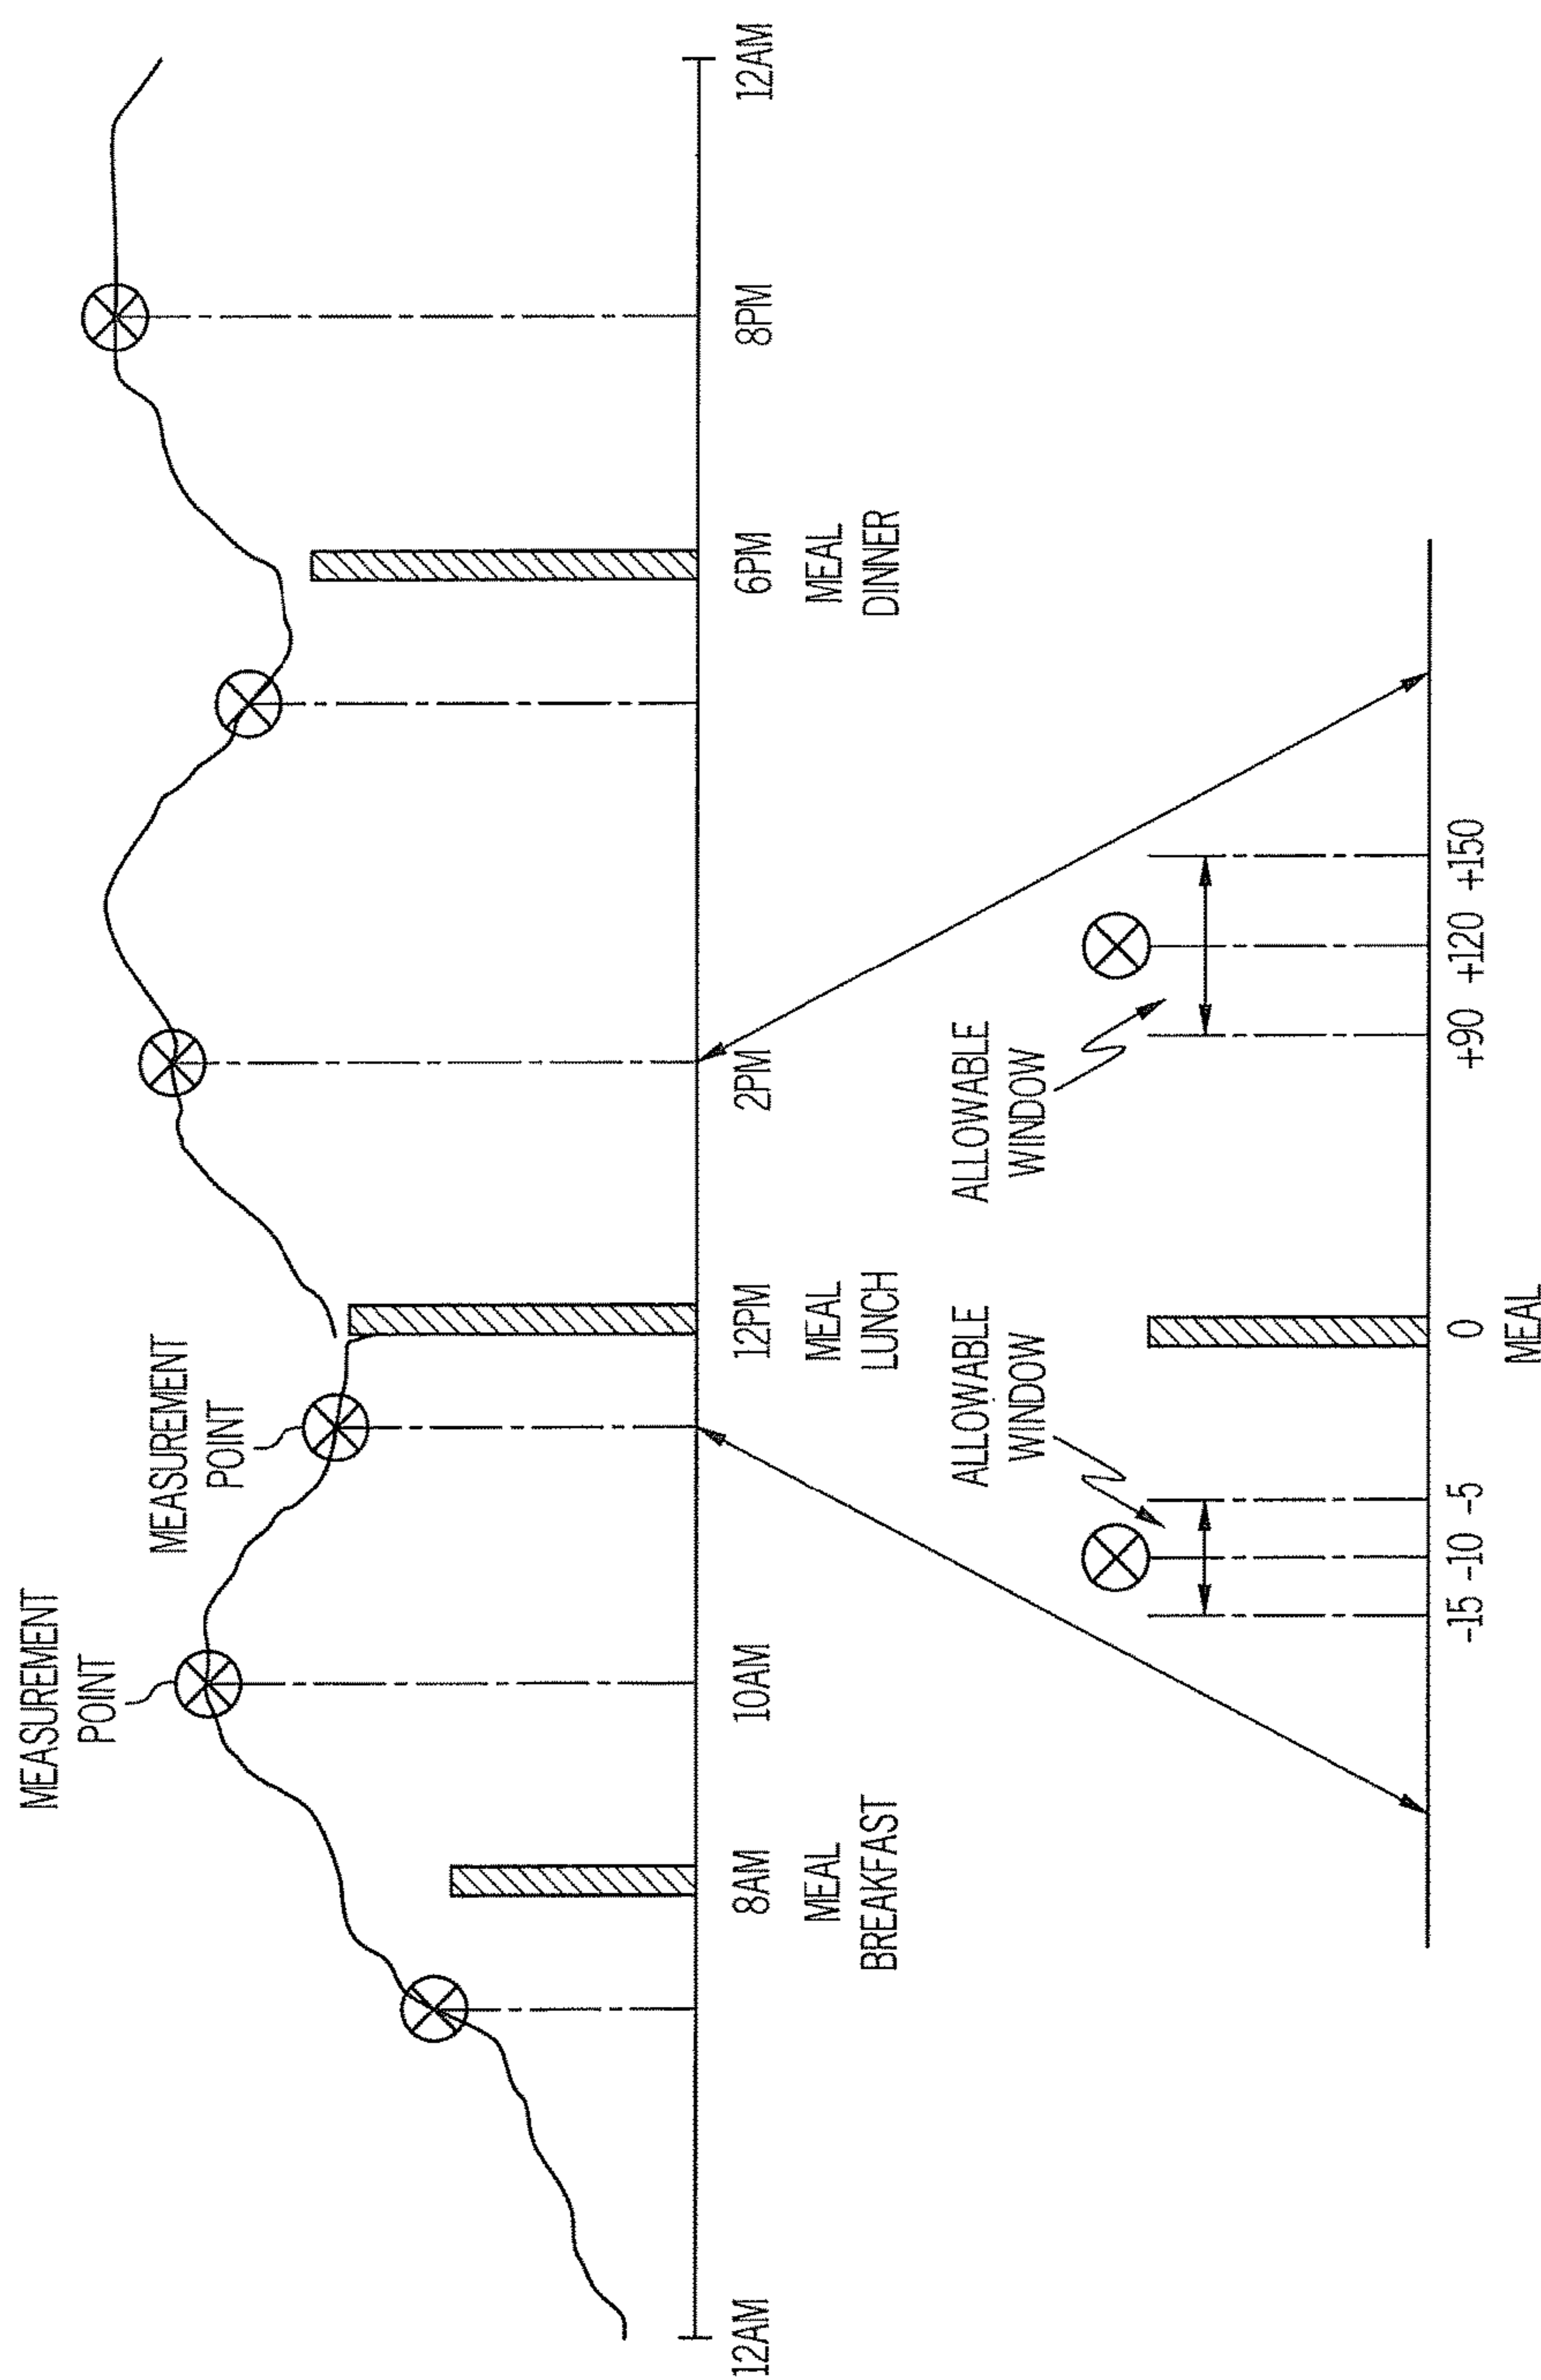 MEASUREMENT
POINT
MEASUREMENT
POINT
12AM
8AM
10AM
12PM
2PM
6PM
8PM
12AM
MEAL
BREAKFAST
MEAL
LUNCH
MEAL
DINNER
ALLOWABLE
WINDOW
ALLOWABLE
WINDOW
-15 -10 -5
0
+90 +120 +150
MEAL